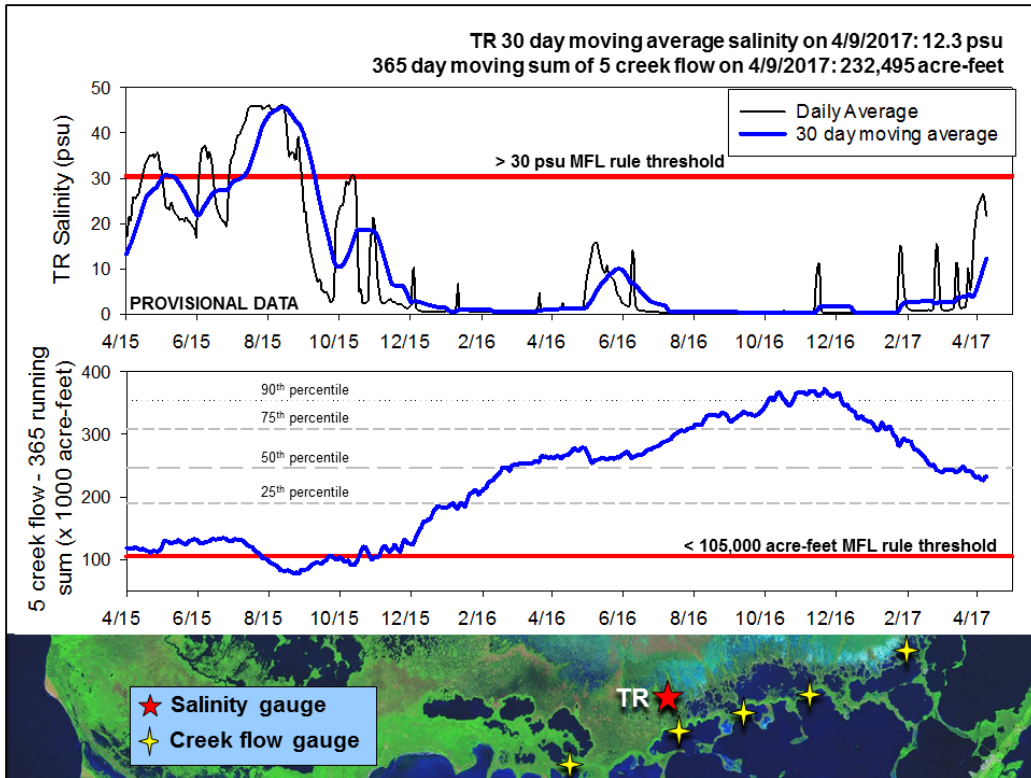 TR 30 day moving average salinity on 4/9/2017: 12.3 psu
365 day moving sum of 5 creek flow on 4/9/2017: 232,495 acre-feet
TR Salinity (psu)
50
40
30
20
10
0
Daily Average
30 day moving average
> 30 psu MFL rule threshold
PROVISIONAL DATA
4/15 6/15 8/15 10/15 12/15 2/16 4/16 6/16 8/16 10/16 12/16 2/17 4/17
5 creek flow - 365 running
sum (x 1000 acre-feet)
400
300
200
100
90th percentile
75th percentile
50th percentile
25th percentile
< 105,000 acre-feet MFL rule threshold
4/15 6/15 8/15 10/15 12/15 2/16 4/16 6/16 8/16 10/16 12/16 2/17 4/17
TR
Salinity gauge
Creek flow gauge